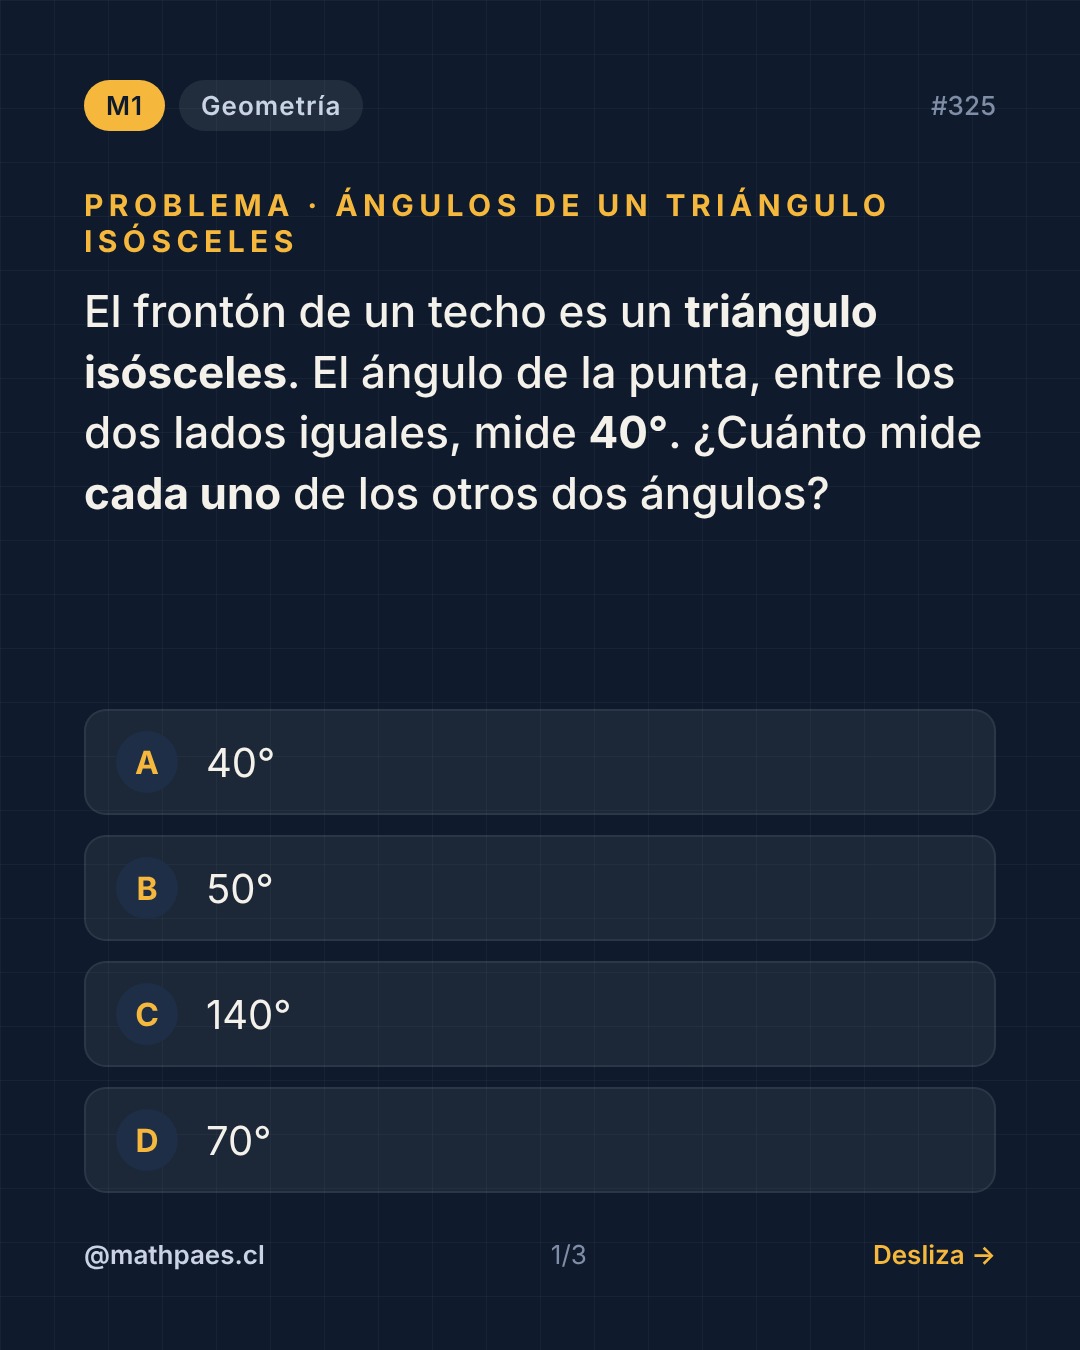 M1 Geometría #325
PROBLEMA · ÁNGULOS DE UN TRIÁNGULO
ISÓSCELES
El frontón de un techo es un triángulo
isósceles. El ángulo de la punta, entre los
dos lados iguales, mide 40°. ¿Cuánto mide
cada uno de los otros dos ángulos?
A 40°
B 50°
C 140°
D 70°
@mathpaes.cl 1/3 Desliza →